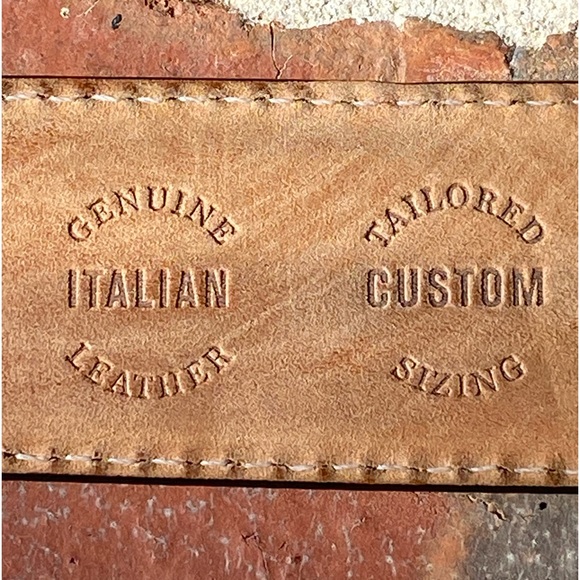 GENUINE
ITALIAN
LEATHER
TAILORED
CUSTOM
SIZING